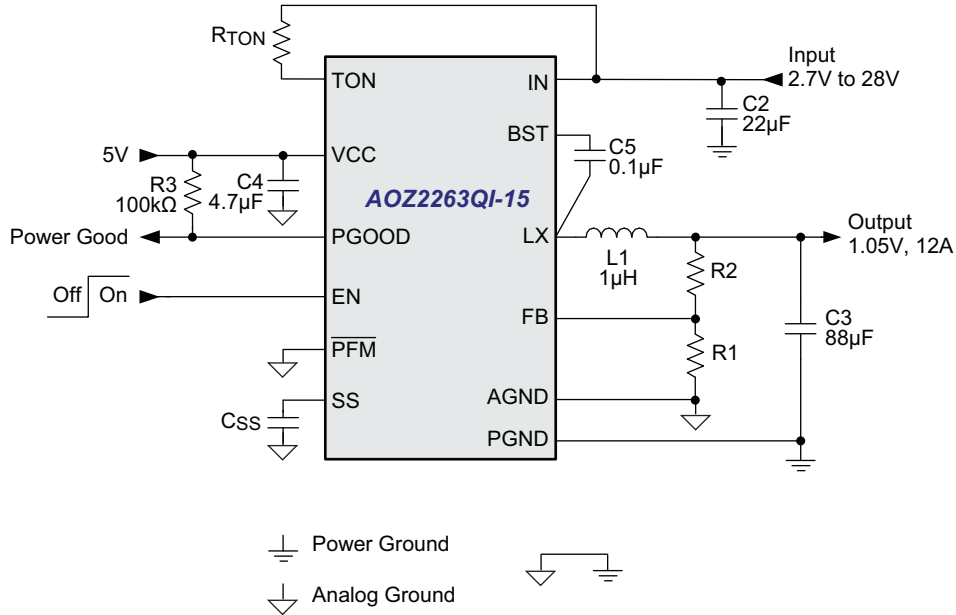 RTON
TON
IN
Input
2.7V to 28V
C2
22µF
BST
C5
0.1µF
5V
VCC
R3
100kΩ
C4
4.7µF
AOZ2263QI-15
Power Good
PGOOD
LX
L1
1µH
Output
1.05V, 12A
R2
Off On
EN
FB
C3
88µF
PFM
R1
SS
CSS
AGND
PGND
Power Ground
Analog Ground